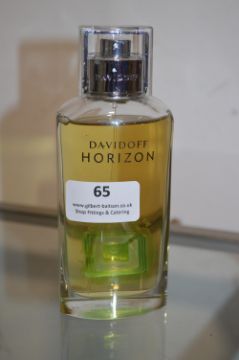 DAVIDOFF
DAVIDOFF
HORIZON
65
www.gilbert-baitson.co.uk
Shop Fittings & Catering